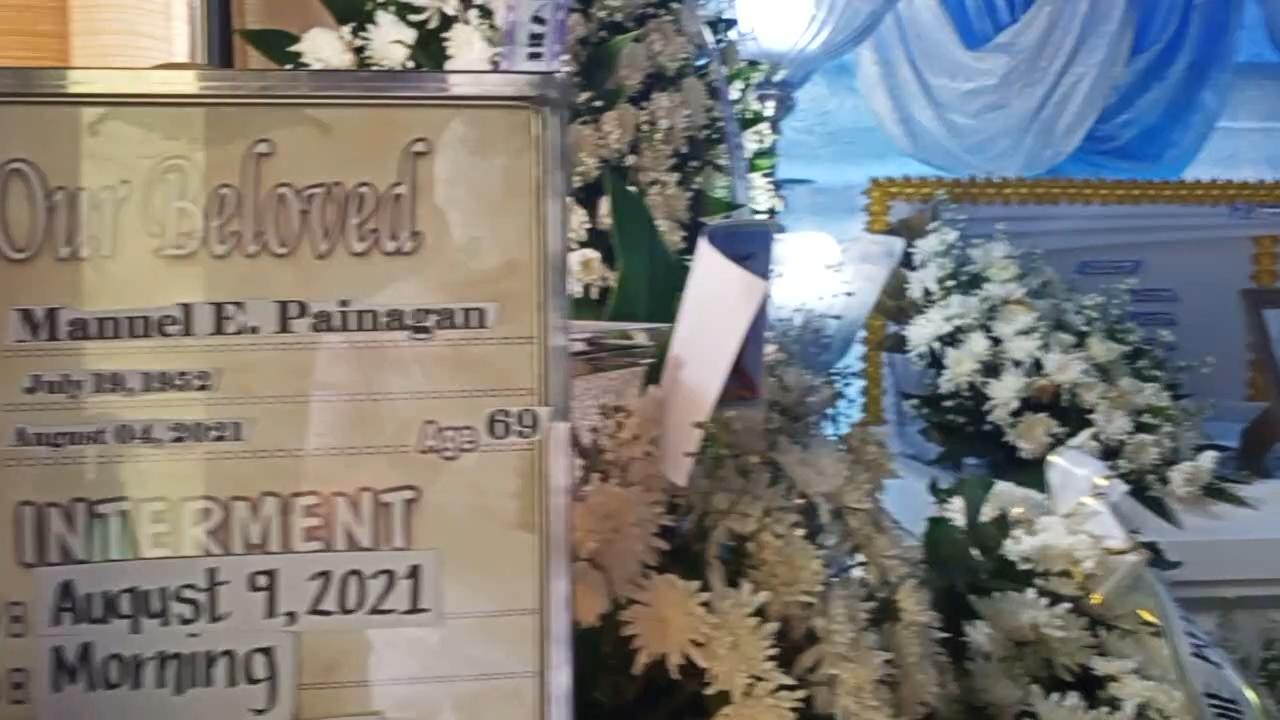 Our Beloved
Manuel E. Painagan
July 19, 1952
August 04, 2021
Age 69
INTERMENT
August 9, 2021
Morning